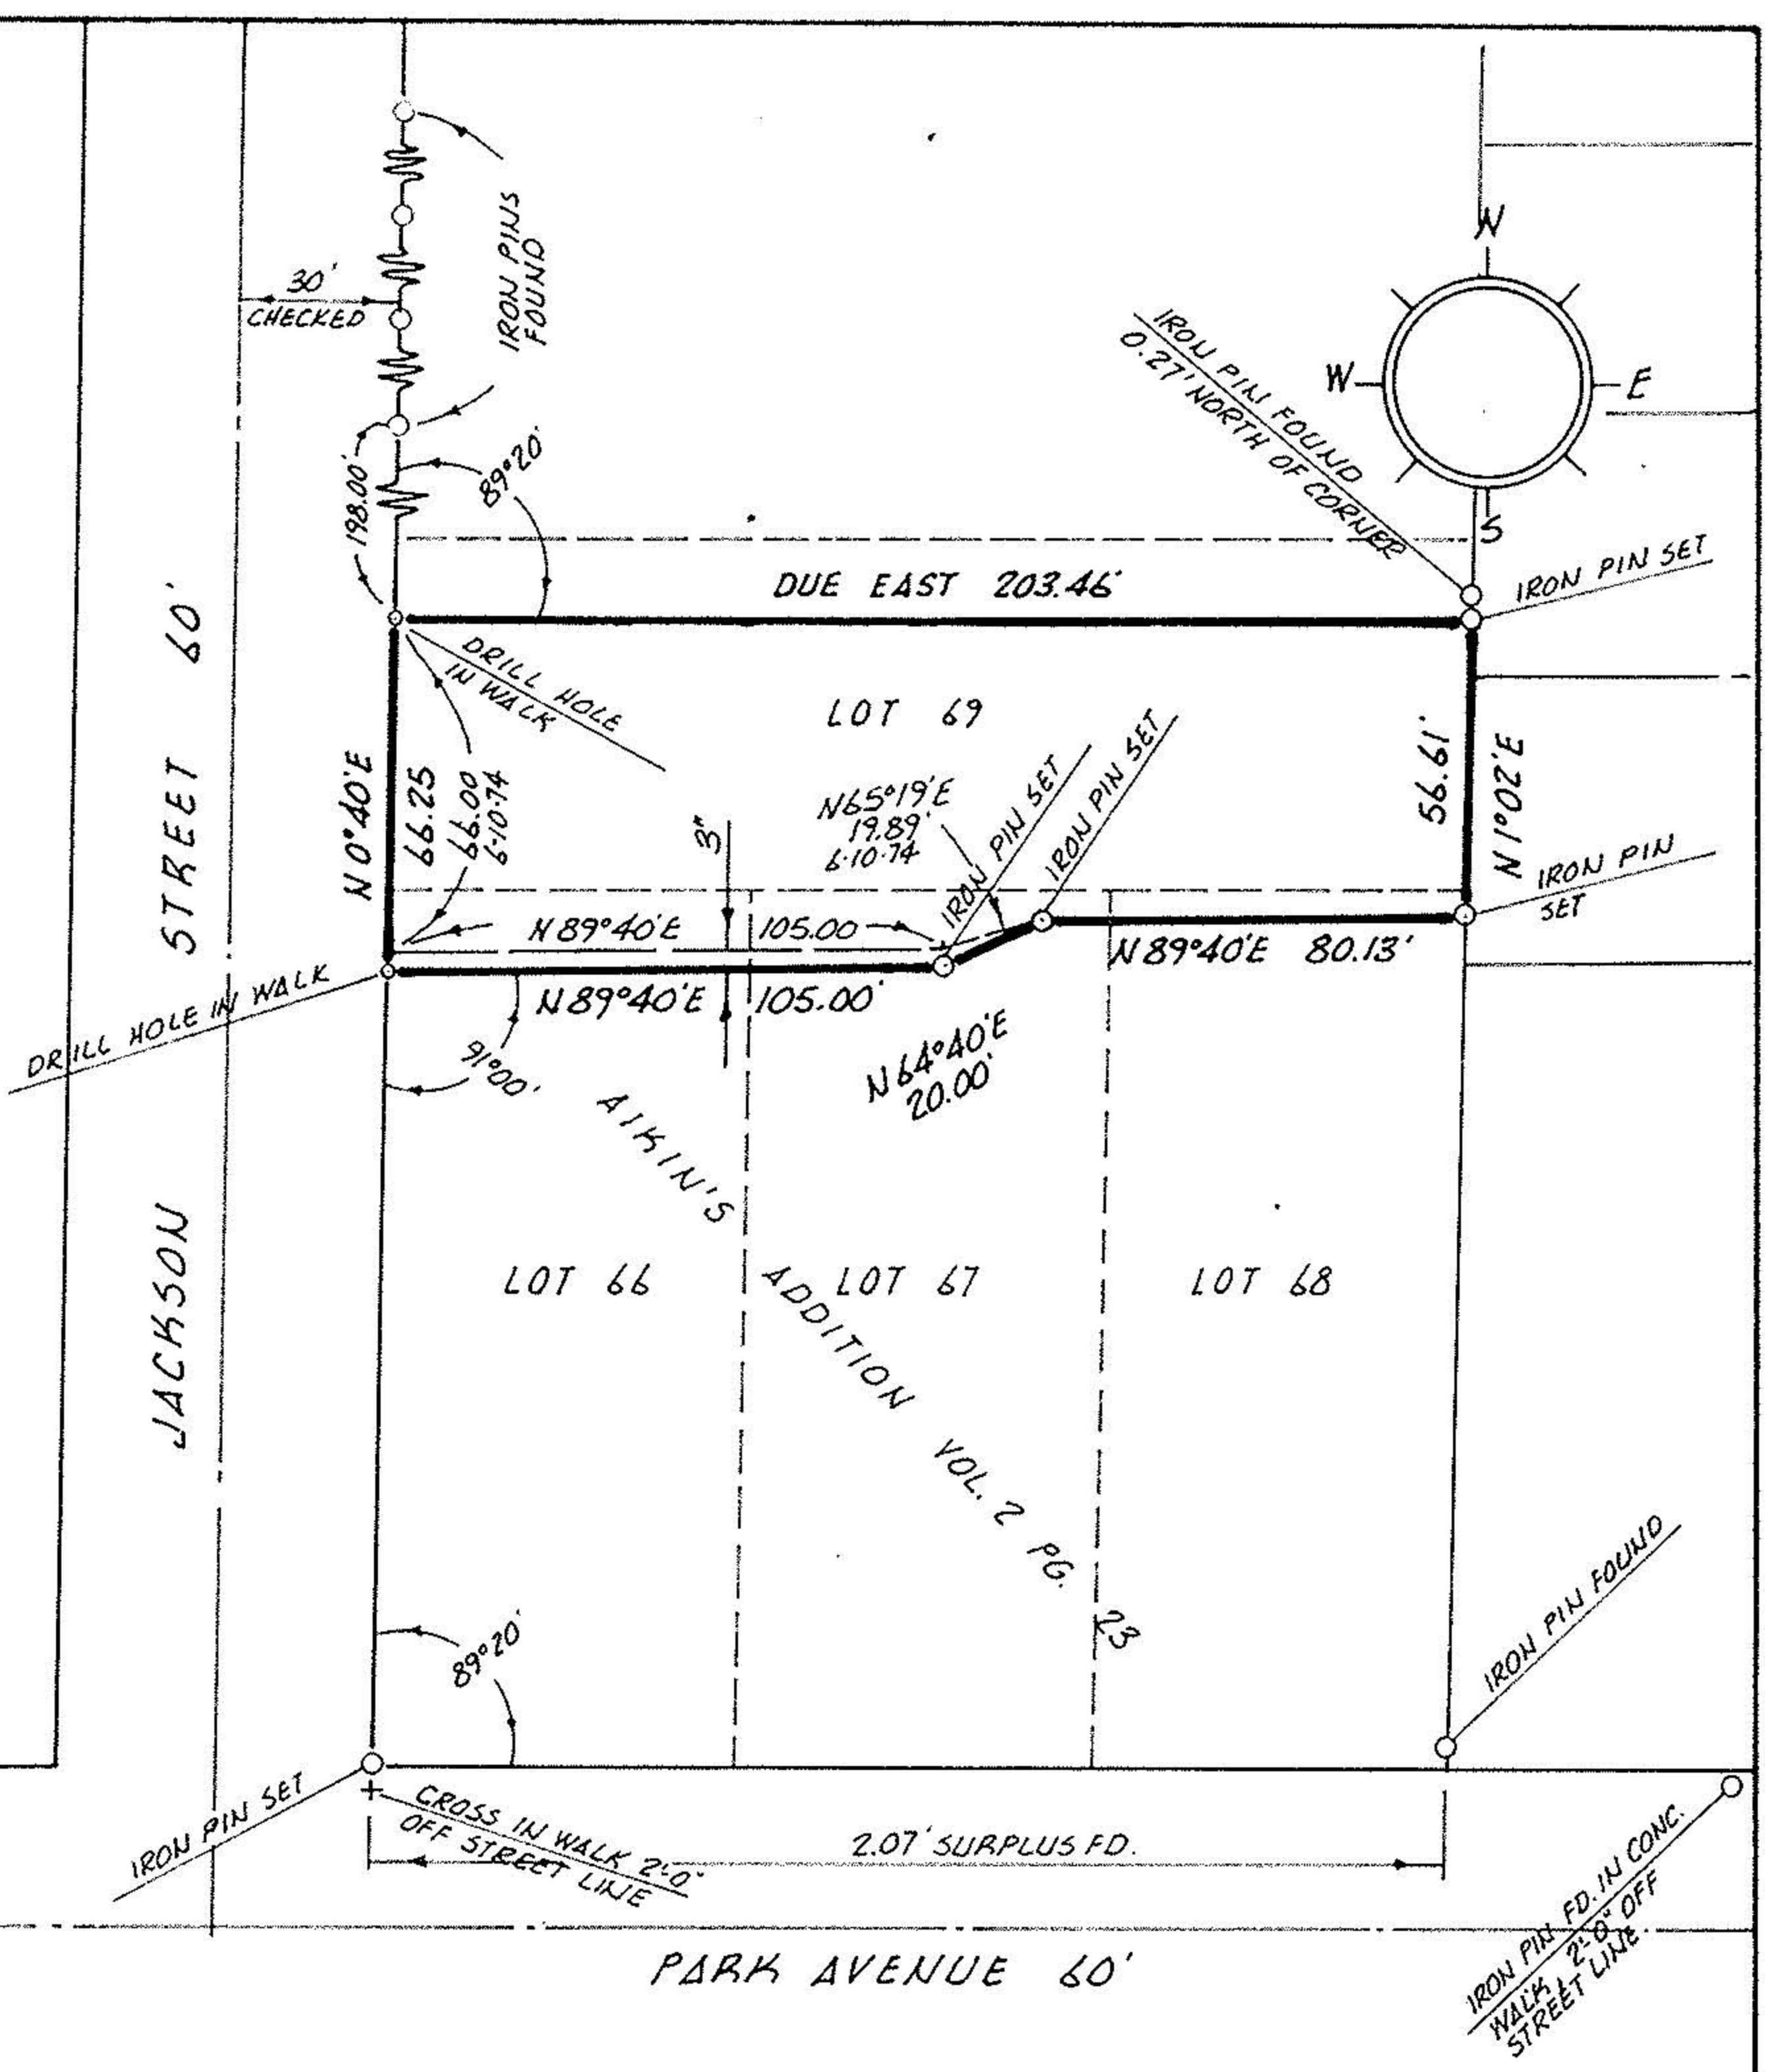 IRON PINS
FOUND
30'
CHECKED
W
W
E
S
IRON PIN FOUND
0.27' NORTH OF CORNER
198.00'
89°20'
DUE EAST 203.46'
IRON PIN SET
DRILL HOLE
IN WALK
LOT 69
N 0°40'E
66.25
66.00
6-10-74
3"
N65°19'E
19.89'
6-10-74
IRON PIN SET
IRON PIN SET
56.61'
N 1°02'E
IRON PIN
SET
N 89°40'E 105.00
N 89°40'E 105.00'
N 89°40'E 80.13'
N 64°40'E
20.00'
DRILL HOLE IN WALK
91°00'
JACKSON STREET 60'
AIKIN'S ADDITION VOL. 2 PG. 23
LOT 66
LOT 67
LOT 68
89°20'
IRON PIN FOUND
IRON PIN SET
CROSS IN WALK 2'-0"
OFF STREET LINE
2.07' SURPLUS FD.
IRON PIN FD. IN CONC.
WALK 2'-0" OFF
STREET LINE
PARK AVENUE 60'